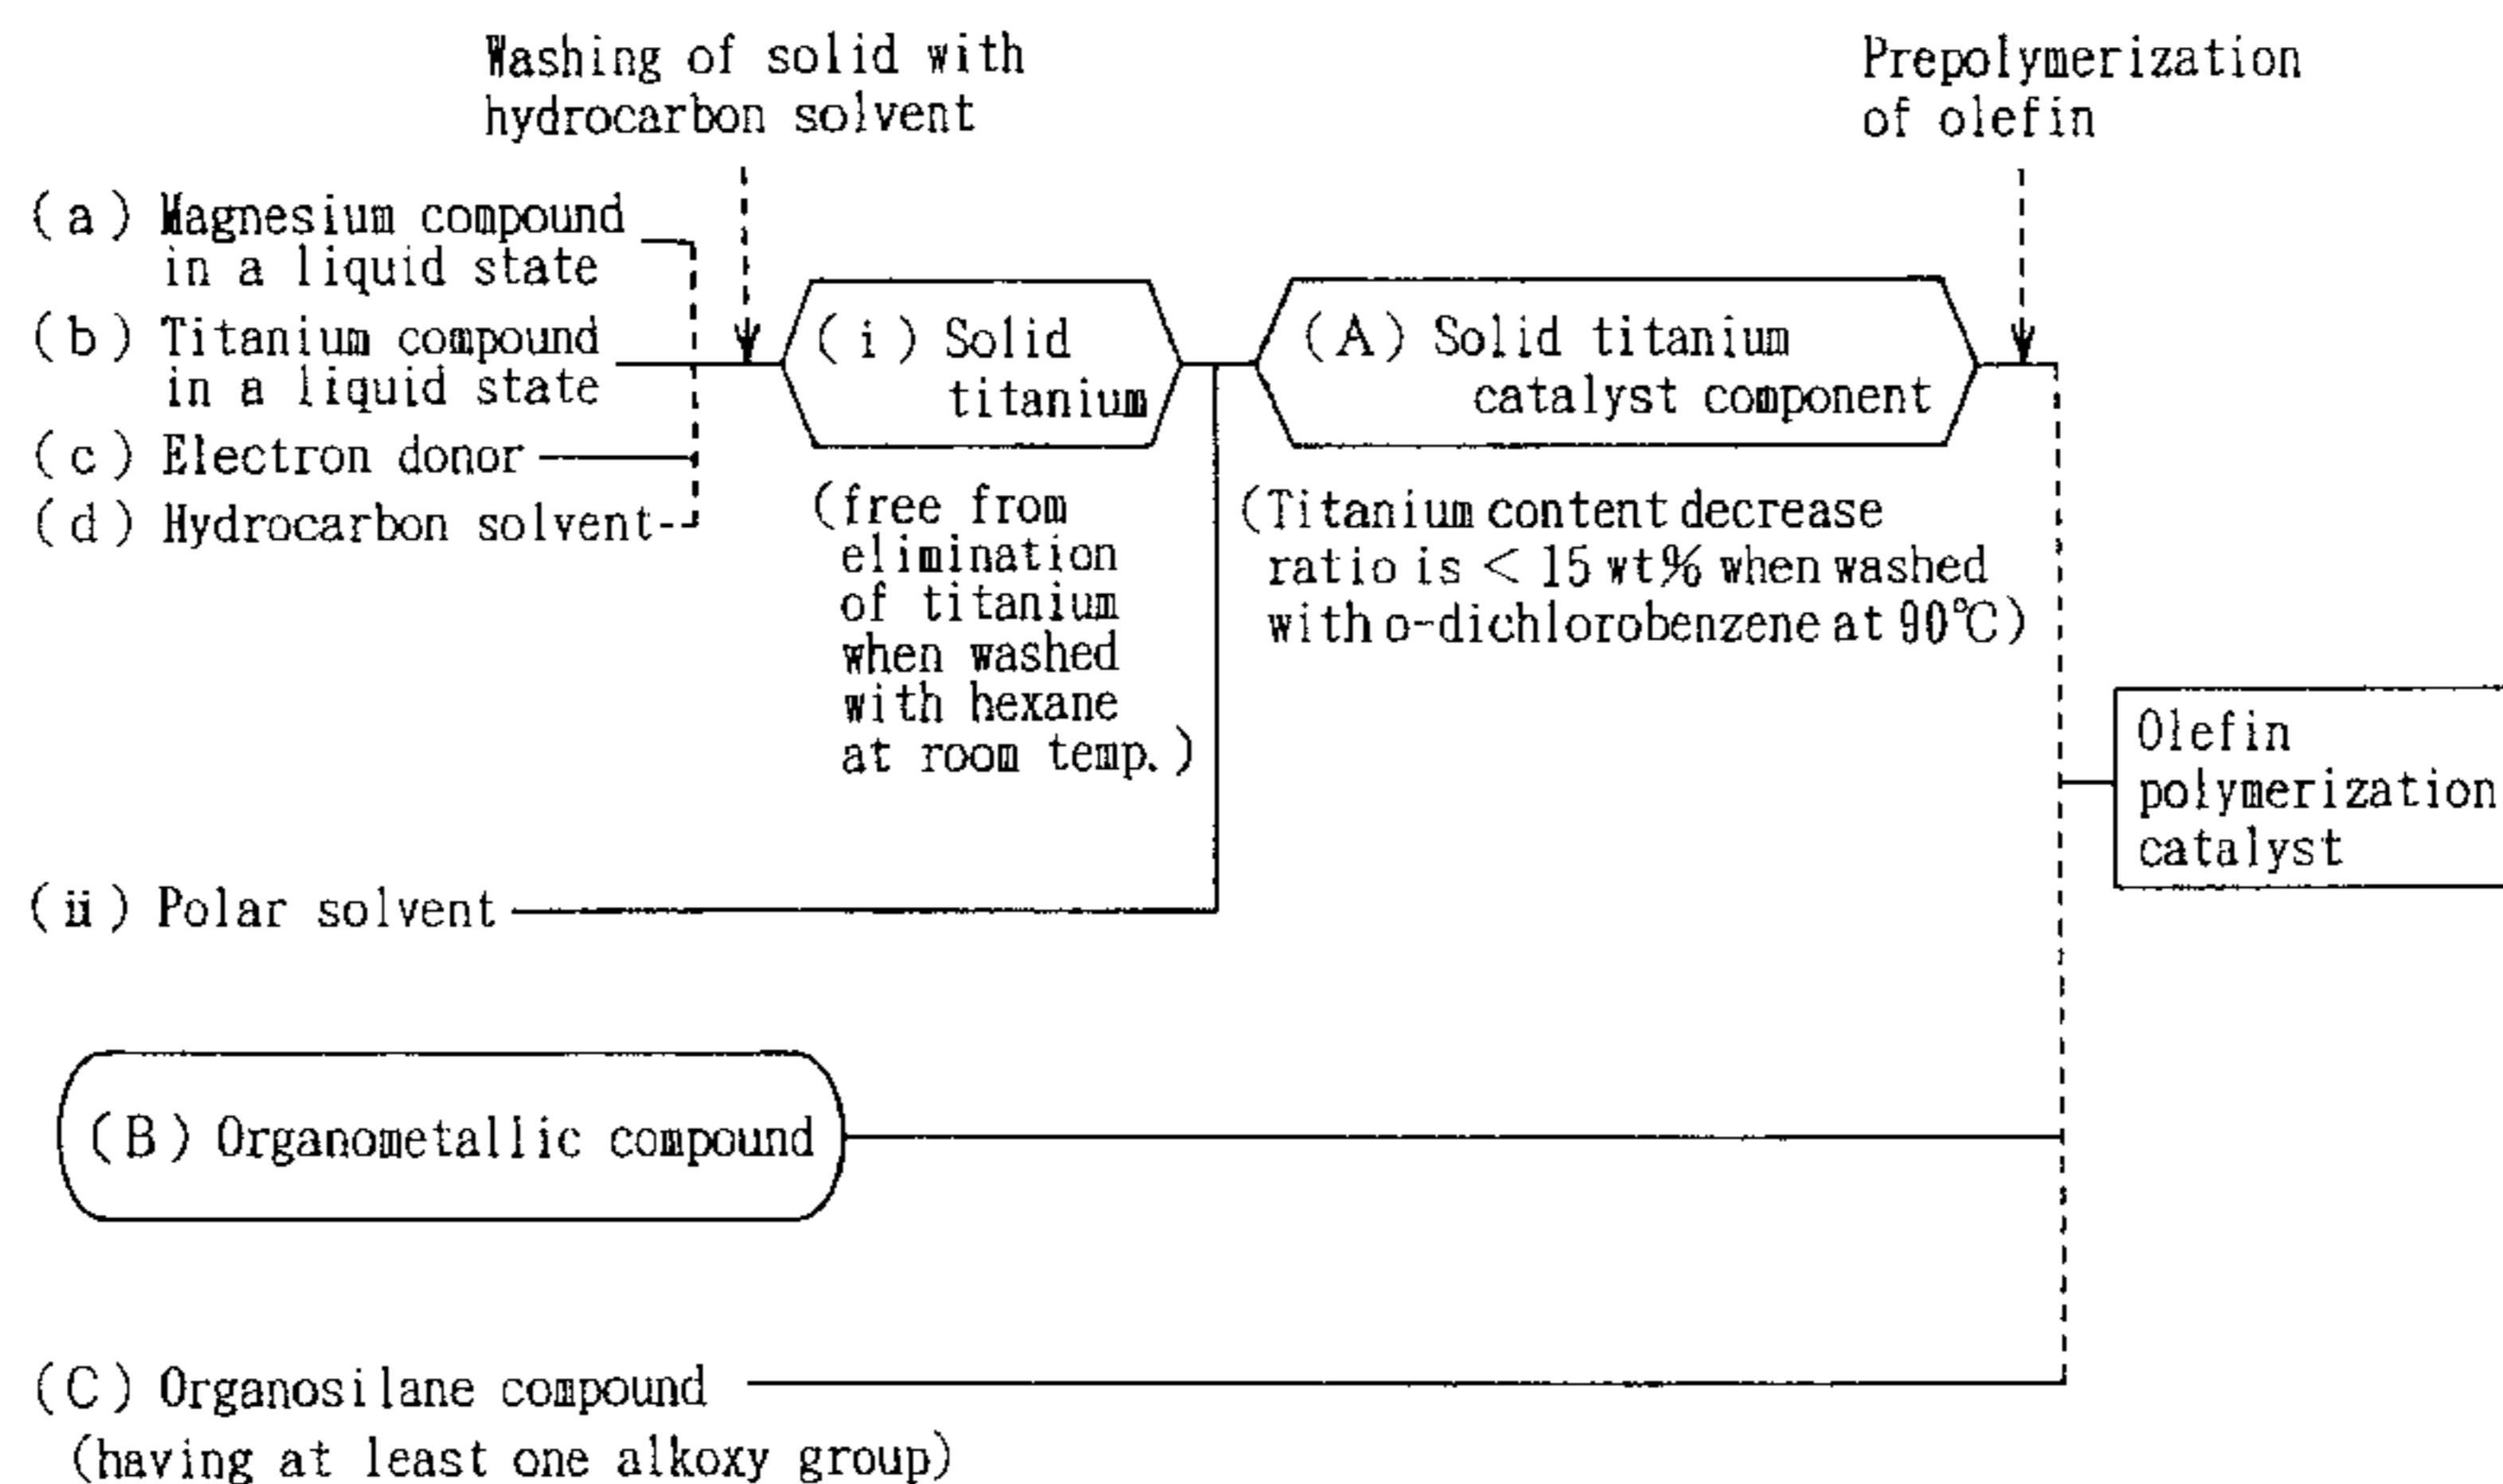 Washing of solid with
hydrocarbon solvent
Prepolymerization
of olefin
(a) Magnesium compound
in a liquid state
(b) Titanium compound
in a liquid state
(c) Electron donor
(d) Hydrocarbon solvent
(i) Solid
titanium
(free from
elimination
of titanium
when washed
with hexane
at room temp.)
(A) Solid titanium
catalyst component
(Titanium content decrease
ratio is < 15 wt% when washed
with o-dichlorobenzene at 90℃)
Olefin
polymerization
catalyst
(ii) Polar solvent
(B) Organometallic compound
(C) Organosilane compound
(having at least one alkoxy group)